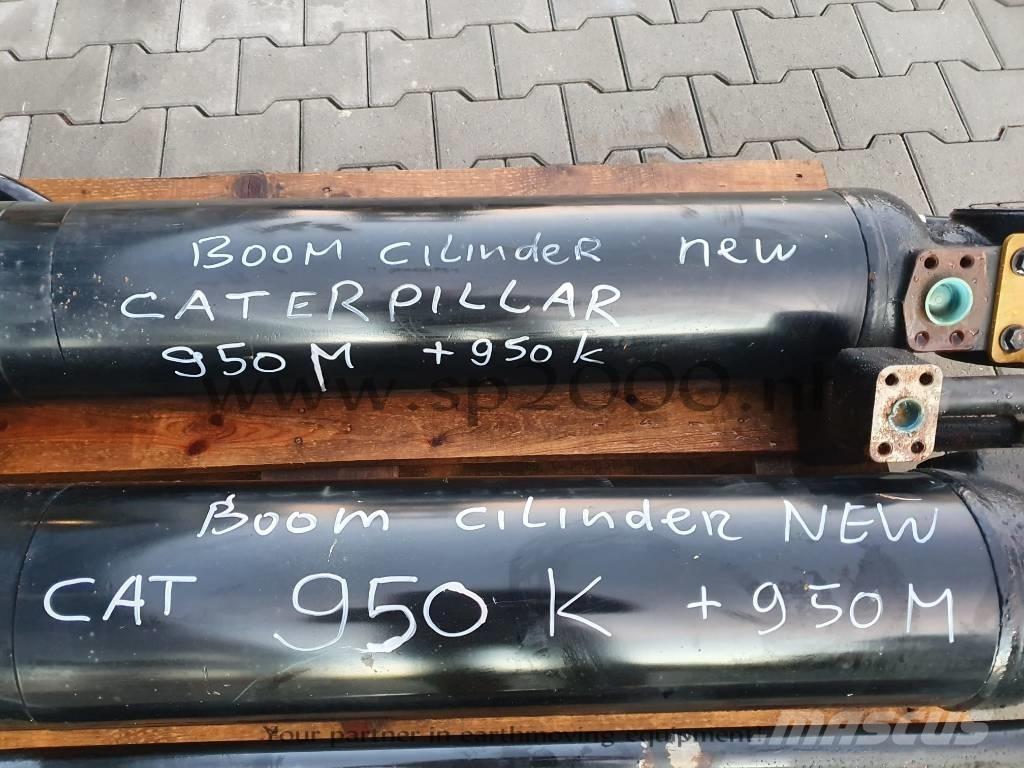 BOOM CILINDER new
CATERPILLAR
950M +950K
www.sp2000.nl
Boom CILINDER NEW
CAT 950K +950M
Your partner in earthmoving equipment!
MASCUS